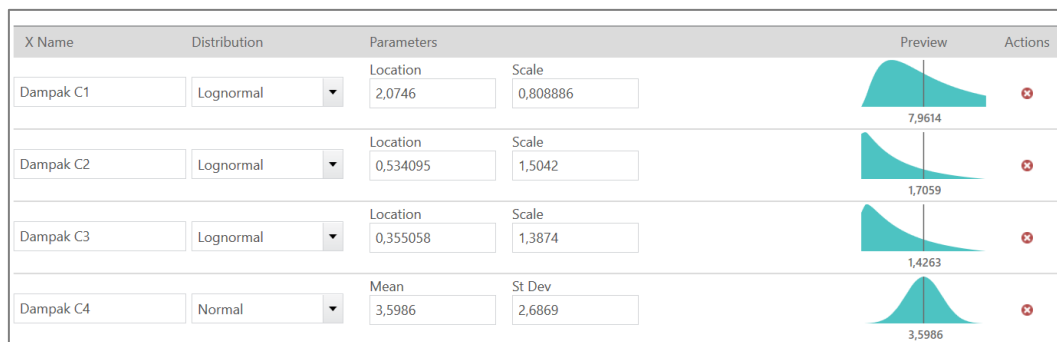 X Name Distribution Parameters Preview Actions
Location Scale
Dampak C1 Lognormal 2,0746 0,808886
7,9614
Location Scale
Dampak C2 Lognormal 0,534095 1,5042
1,7059
Location Scale
Dampak C3 Lognormal 0,355058 1,3874
1,4263
Mean St Dev
Dampak C4 Normal 3,5986 2,6869
3,5986